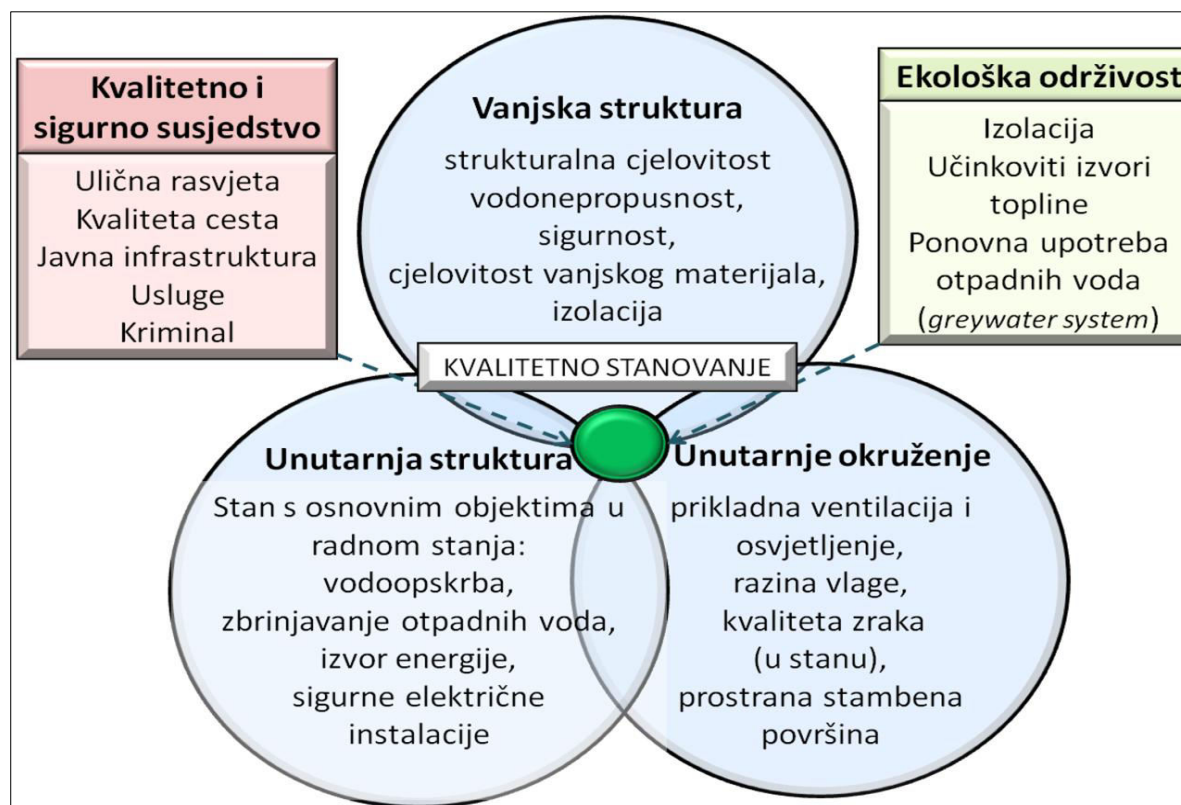 Kvalitetno i
sigurno susjedstvo
Ulična rasvjeta
Kvaliteta cesta
Javna infrastruktura
Usluge
Kriminal
Vanjska struktura
strukturalna cjelovitost
vodonepropusnost,
sigurnost,
cjelovitost vanjskog materijala,
izolacija
Ekološka održivost
Izolacija
Učinkoviti izvori
topline
Ponovna upotreba
otpadnih voda
(greywater system)
KVALITETNO STANOVANJE
Unutarnja struktura
Stan s osnovnim objektima u
radnom stanja:
vodoopskrba,
zbrinjavanje otpadnih voda,
izvor energije,
sigurne električne
instalacije
Unutarnje okruženje
prikladna ventilacija i
osvjetljenje,
razina vlage,
kvaliteta zraka
(u stanu),
prostrana stambena
površina